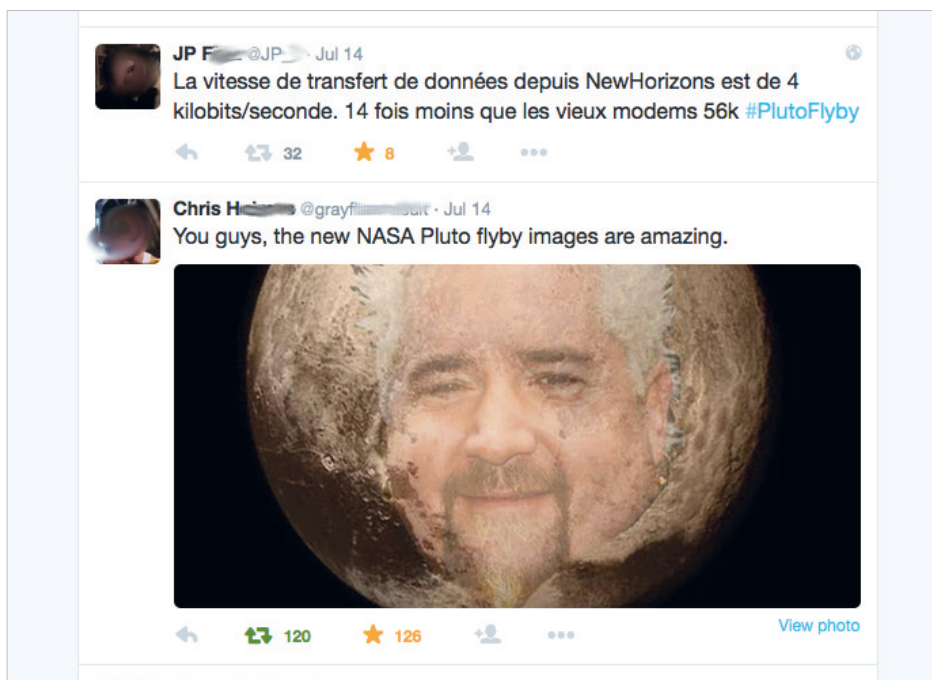 JP @JP · Jul 14
La vitesse de transfert de données depuis NewHorizons est de 4
kilobits/seconde. 14 fois moins que les vieux modems 56k #PlutoFlyby
32
8
Chris · Jul 14
You guys, the new NASA Pluto flyby images are amazing.
View photo
120
126